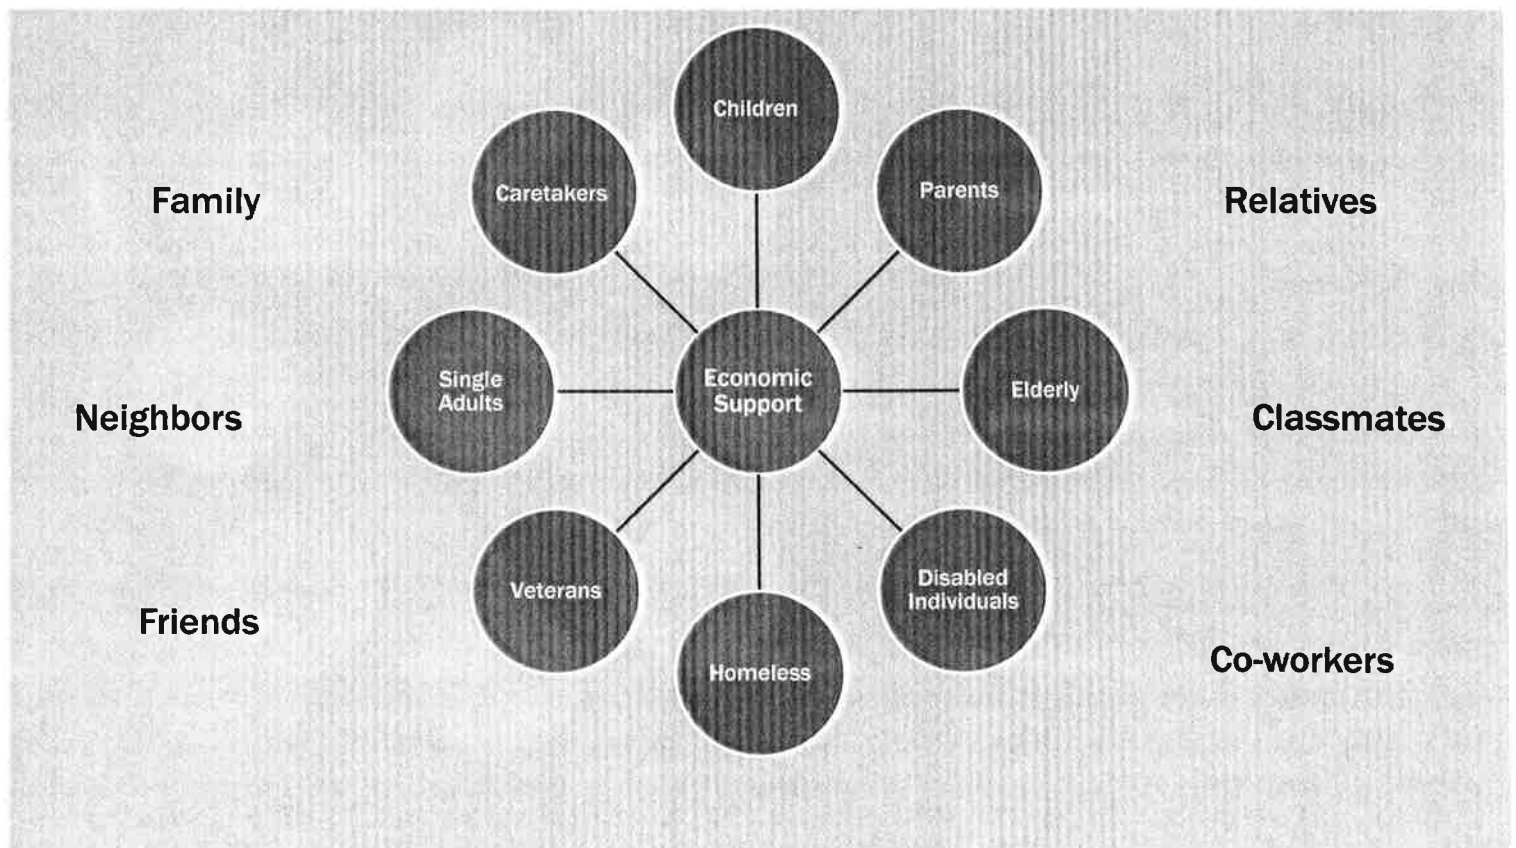 Children
Caretakers
Parents
Family
Relatives
Single
Adults
Economic
Support
Elderly
Neighbors
Classmates
Veterans
Disabled
Individuals
Friends
Homeless
Co-workers